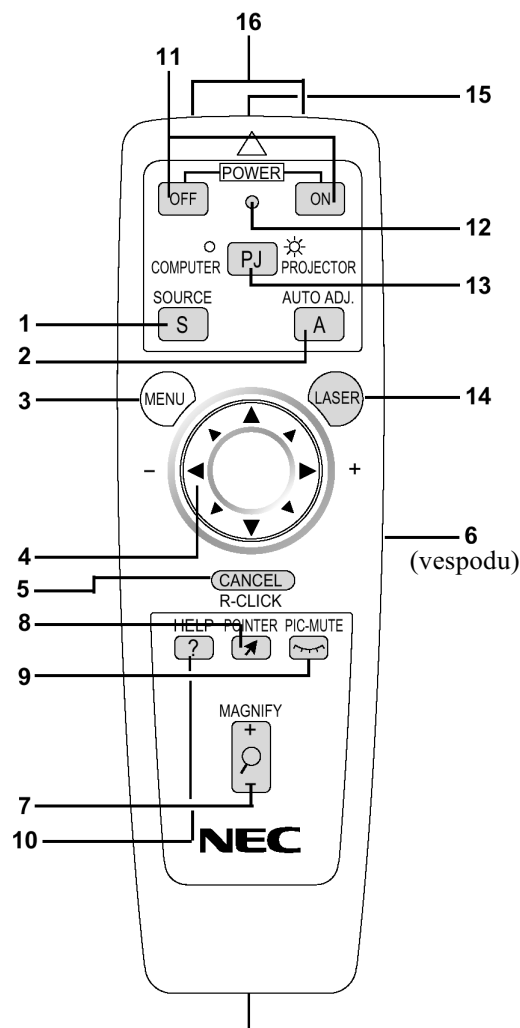 16
11
15
POWER
OFF ON
12
COMPUTER PJ PROJECTOR
13
SOURCE AUTO ADJ.
1 S A
2
MENU LASER
3 14
- +
4 6
(vespodu)
5 CANCEL
R-CLICK
8 HELP POINTER PIC-MUTE
?
9
MAGNIFY
+
7 −
10
NEC